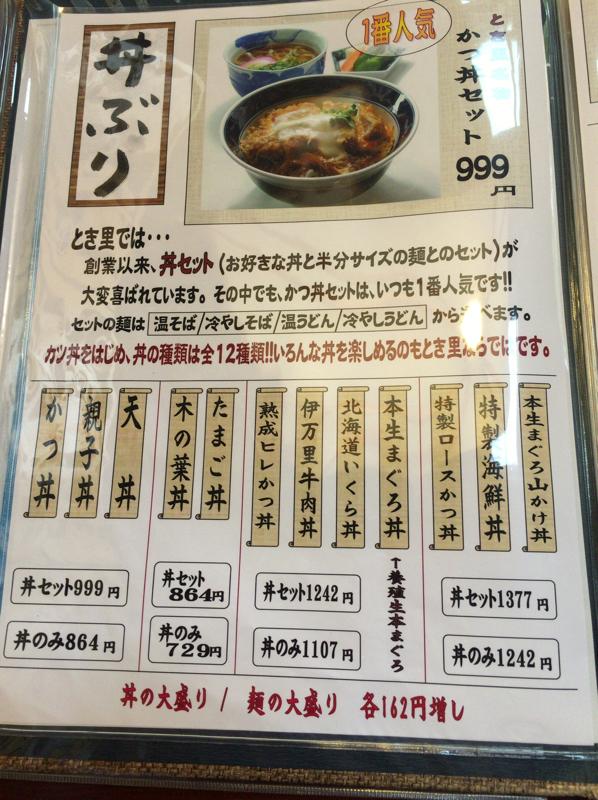 丼ぶり
1番人気
かつ丼セット
999円
とき里では・・・
創業以来、丼セット（お好きな丼と半分サイズの麺とのセット）が
大変喜ばれています。その中でも、かつ丼セットは、いつも1番人気です!!
セットの麺は 温そば/冷やしそば/温うどん/冷やしうどん から選べます。
カツ丼をはじめ、丼の種類は全12種類!!いろんな丼を楽しめるのもとき里ならではです。
かつ丼
親子丼
天丼
木の葉丼
たまご丼
熟成ヒレかつ丼
伊万里牛肉丼
北海道いくら丼
本生まぐろ丼
↑養殖生本まぐろ
特製ロースかつ丼
特製海鮮丼
本生まぐろ山かけ丼
丼セット999円
丼のみ864円
丼セット
864円
丼のみ
729円
丼セット1242円
丼のみ1107円
丼セット1377円
丼のみ1242円
丼の大盛り / 麺の大盛り 各162円増し